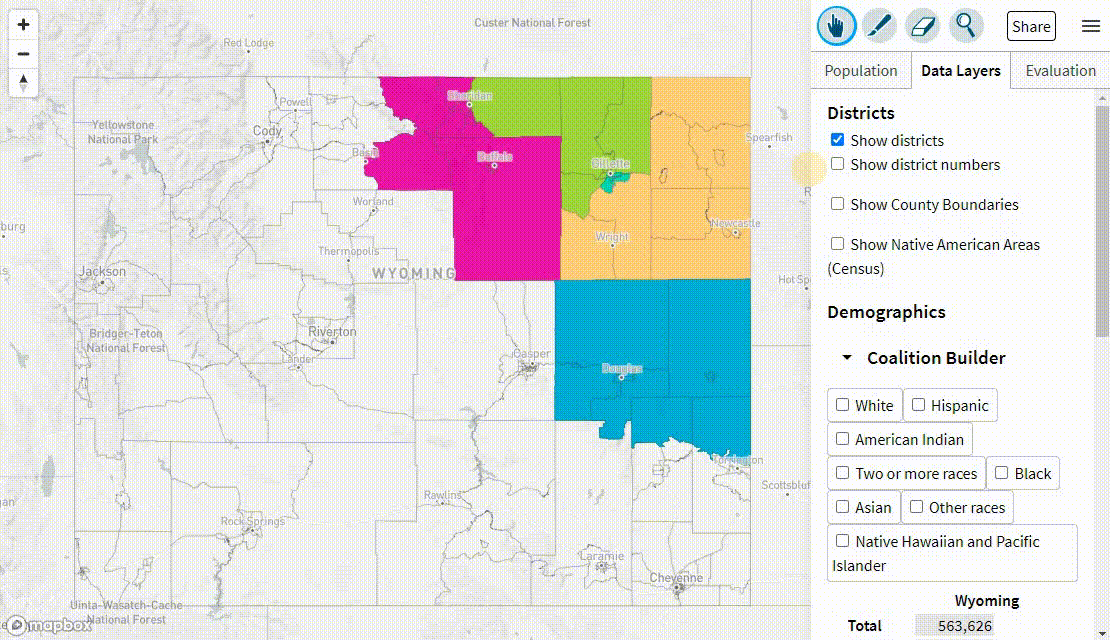 +
−
Custer National Forest
Red Lodge
Powell
Cody
Yellowstone
National Park
Basin
Sheridan
Buffalo
Gillette
Spearfish
Worland
Wright
Newcastle
Thermopolis
WYOMING
Jackson
Hot Sp
Bridger-Teton
National Forest
Riverton
Lander
Casper
Douglas
Torrington
Scottsbluf
Rawlins
Rock Springs
Laramie
Cheyenne
Uinta-Wasatch-Cache
National Forest
burg
mapbox
Share
Population
Data Layers
Evaluation
Districts
Show districts
Show district numbers
Show County Boundaries
Show Native American Areas
(Census)
Demographics
Coalition Builder
White
Hispanic
American Indian
Two or more races
Black
Asian
Other races
Native Hawaiian and Pacific
Islander
Wyoming
Total
563,626